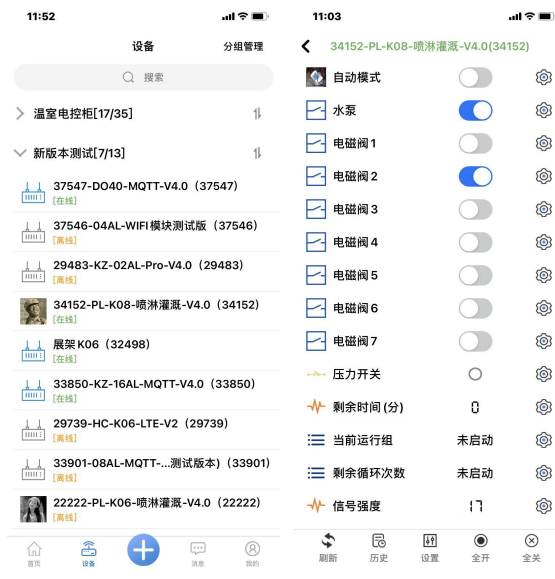 11:52
设备
分组管理
搜索
温室电控柜[17/35]
新版本测试[7/13]
37547-DO40-MQTT-V4.0（37547)
[在线]
37546-04AL-WIFI模块测试版（37546)
[离线]
29483-KZ-02AL-Pro-V4.0（29483)
[离线]
34152-PL-K08-喷淋灌溉-V4.0（34152)
[在线]
展架K06（32498)
[在线]
33850-KZ-16AL-MQTT-V4.0（33850)
[在线]
29739-HC-K06-LTE-V2（29739)
[离线]
33901-08AL-MQTT-...测试版本)（33901)
[离线]
22222-PL-K06-喷淋灌溉-V4.0（22222)
[离线]
首页
设备
消息
我的
11:03
34152-PL-K08-喷淋灌溉-V4.0(34152)
自动模式
水泵
电磁阀1
电磁阀2
电磁阀3
电磁阀4
电磁阀5
电磁阀6
电磁阀7
压力开关
剩余时间(分) 0
当前运行组 未启动
剩余循环次数 未启动
信号强度 17
刷新
历史
设置
全开
全关